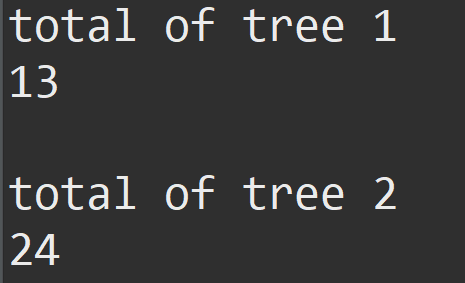 total of tree 1
13
total of tree 2
24